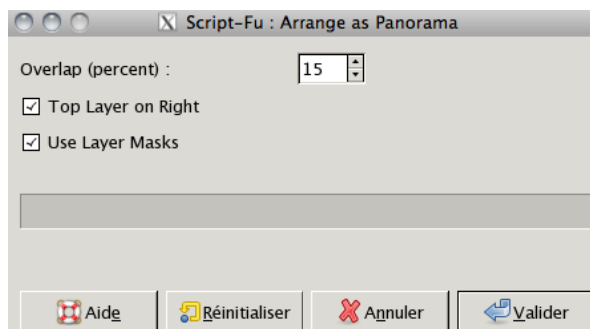 Script-Fu : Arrange as Panorama
Overlap (percent) : 15
Top Layer on Right
Use Layer Masks
Aide Réinitialiser Annuler Valider